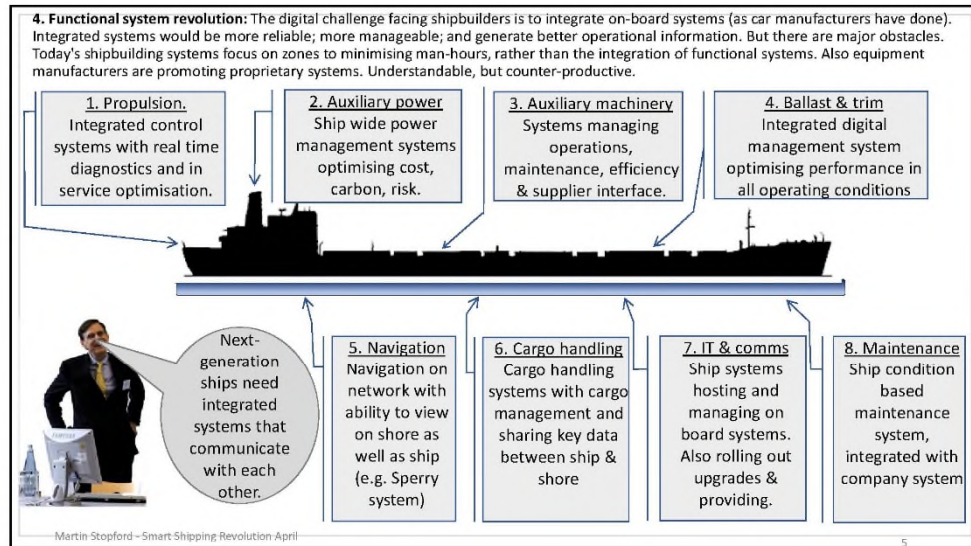 4. Functional system revolution: The digital challenge facing shipbuilders is to integrate on-board systems (as car manufacturers have done).
Integrated systems would be more reliable; more manageable; and generate better operational information. But there are major obstacles.
Today's shipbuilding systems focus on zones to minimising man-hours, rather than the integration of functional systems. Also equipment
manufacturers are promoting proprietary systems. Understandable, but counter-productive.
1. Propulsion.
Integrated control
systems with real time
diagnostics and in
service optimisation.
2. Auxiliary power
Ship wide power
management systems
optimising cost,
carbon, risk.
3. Auxiliary machinery
Systems managing
operations,
maintenance, efficiency
& supplier interface.
4. Ballast & trim
Integrated digital
management system
optimising performance in
all operating conditions
Next-
generation
ships need
integrated
systems that
communicate
with each
other.
5. Navigation
Navigation on
network with
ability to view
on shore as
well as ship
(e.g. Sperry
system)
6. Cargo handling
Cargo handling
systems with cargo
management and
sharing key data
between ship &
shore
7. IT & comms
Ship systems
hosting and
managing on
board systems.
Also rolling out
upgrades &
providing.
8. Maintenance
Ship condition
based
maintenance
system,
integrated with
company system
Martin Stopford - Smart Shipping Revolution April
5